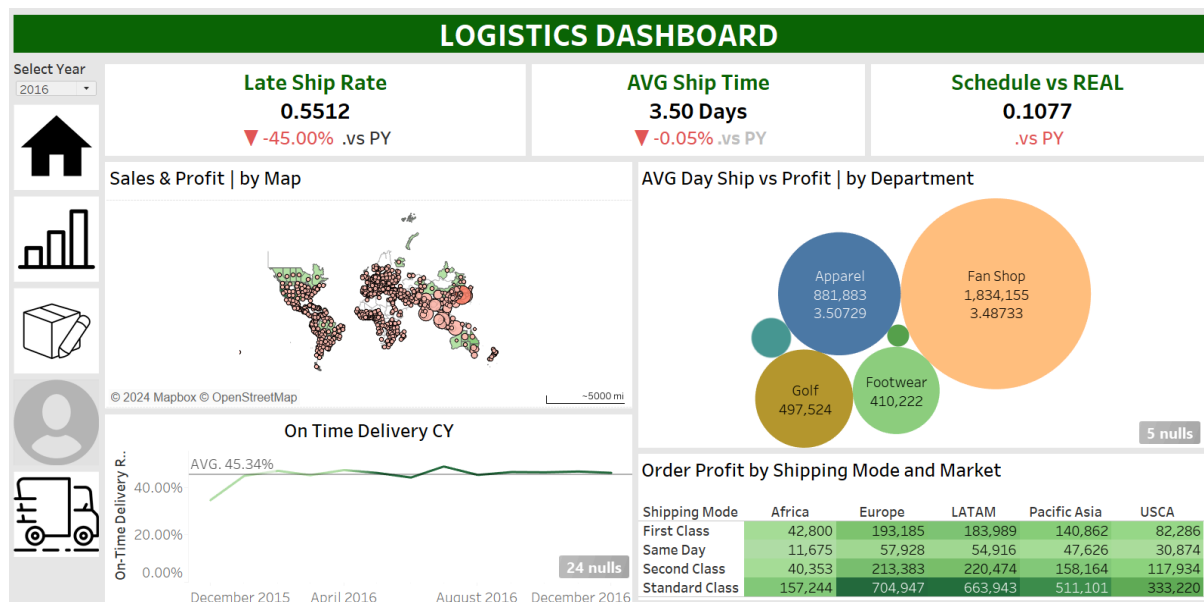 LOGISTICS DASHBOARD
Select Year
2016
Late Ship Rate
0.5512
▼ -45.00% .vs PY
AVG Ship Time
3.50 Days
▼ -0.05% .vs PY
Schedule vs REAL
0.1077
.vs PY
Sales & Profit | by Map
© 2024 Mapbox © OpenStreetMap
~5000 mi
AVG Day Ship vs Profit | by Department
Apparel
881,883
3.50729
Fan Shop
1,834,155
3.48733
Golf
497,524
Footwear
410,222
5 nulls
On Time Delivery CY
On-Time Delivery R..
AVG. 45.34%
40.00%
20.00%
0.00%
24 nulls
December 2015 April 2016 August 2016 December 2016
Order Profit by Shipping Mode and Market
Shipping Mode Africa Europe LATAM Pacific Asia USCA
First Class 42,800 193,185 183,989 140,862 82,286
Same Day 11,675 57,928 54,916 47,626 30,874
Second Class 40,353 213,383 220,474 158,164 117,934
Standard Class 157,244 704,947 663,943 511,101 333,220